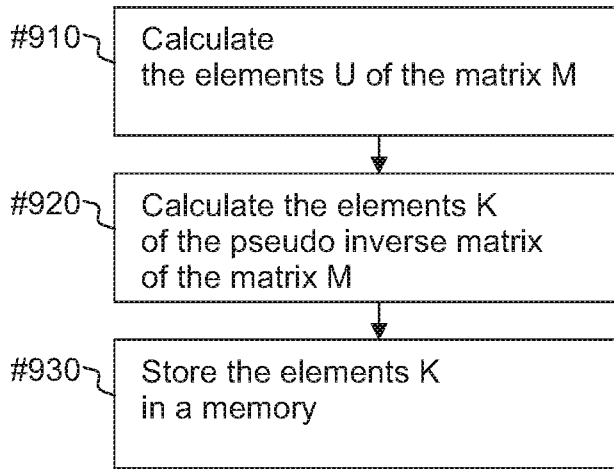 #910
Calculate
the elements U of the matrix M
#920
Calculate the elements K
of the pseudo inverse matrix
of the matrix M
#930
Store the elements K
in a memory